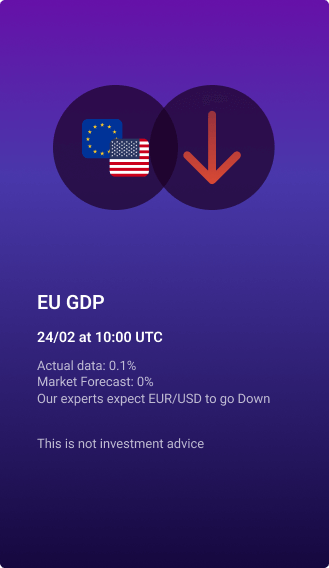 EU GDP
24/02 at 10:00 UTC
Actual data: 0.1%
Market Forecast: 0%
Our experts expect EUR/USD to go Down
This is not investment advice